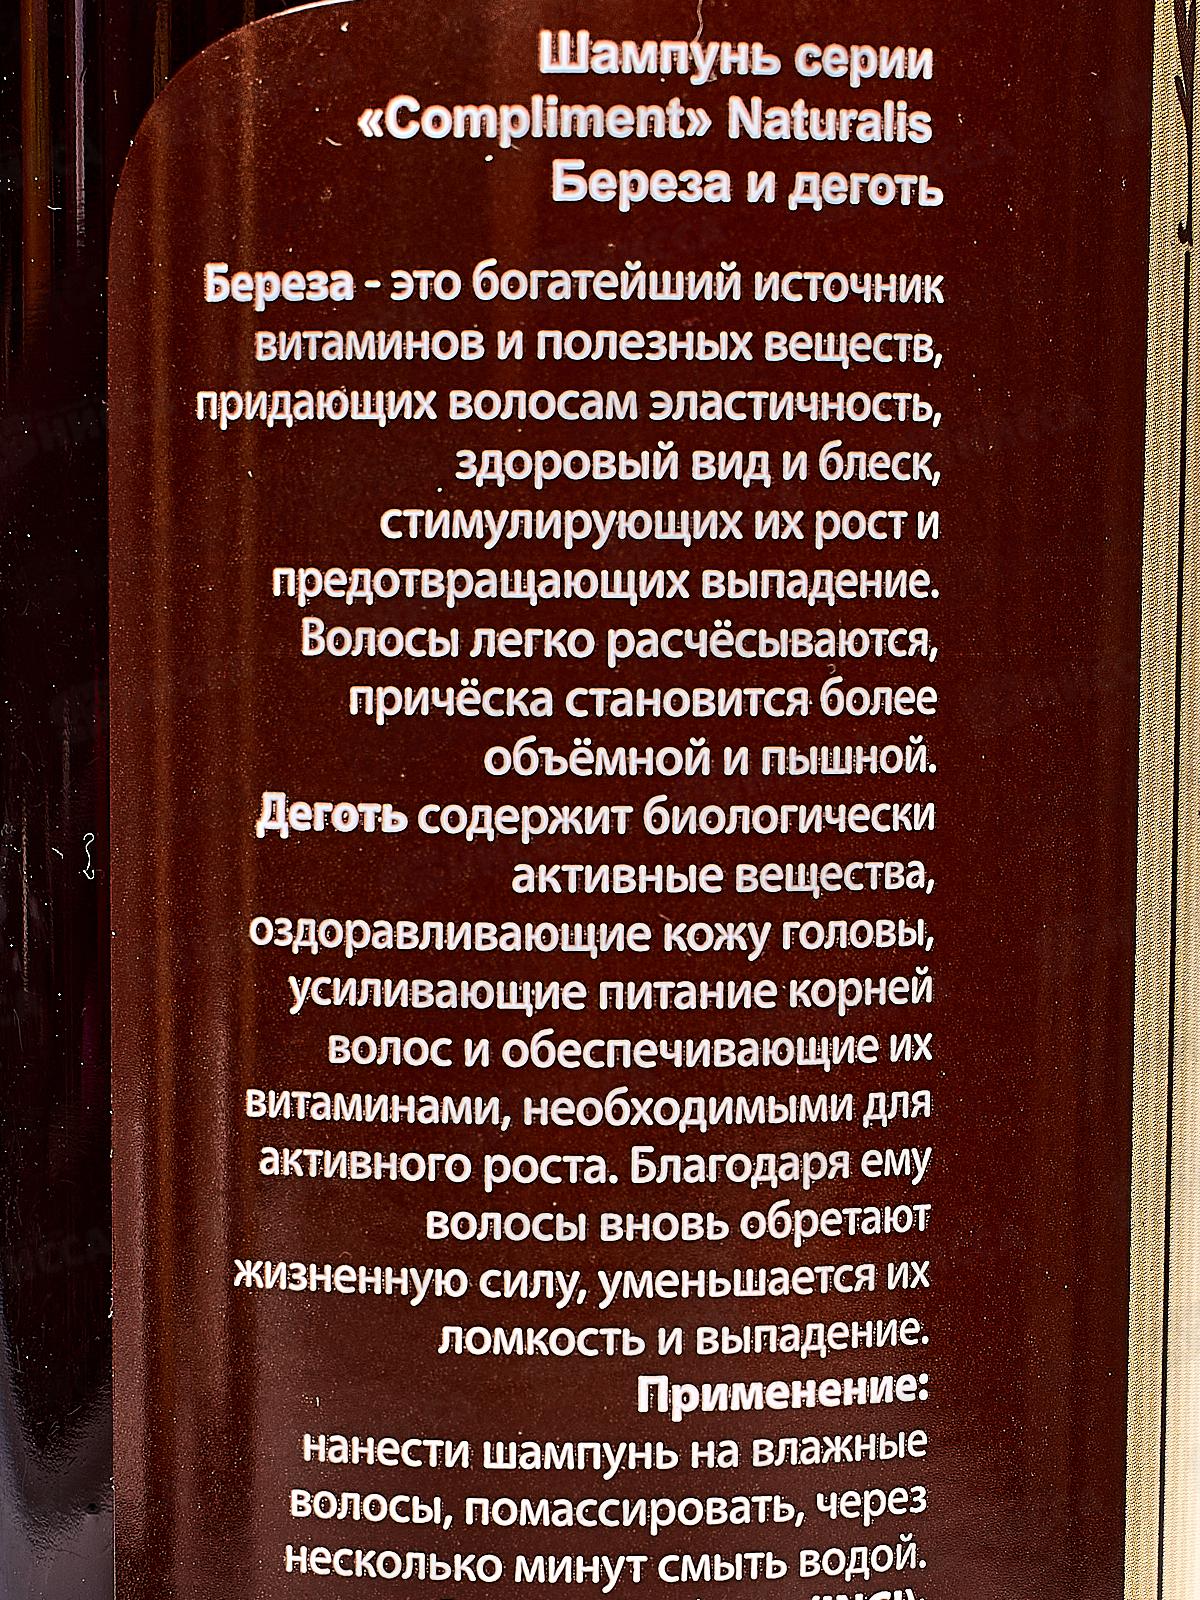 Шампунь серии
«Compliment» Naturalis
Береза и деготь
Береза - это богатейший источник
витаминов и полезных веществ,
придающих волосам эластичность,
здоровый вид и блеск,
стимулирующих их рост и
предотвращающих выпадение.
Волосы легко расчёсываются,
причёска становится более
объёмной и пышной.
Деготь содержит биологически
активные вещества,
оздоравливающие кожу головы,
усиливающие питание корней
волос и обеспечивающие их
витаминами, необходимыми для
активного роста. Благодаря ему
волосы вновь обретают
жизненную силу, уменьшается их
ломкость и выпадение.
Применение:
нанести шампунь на влажные
волосы, помассировать, через
несколько минут смыть водой.